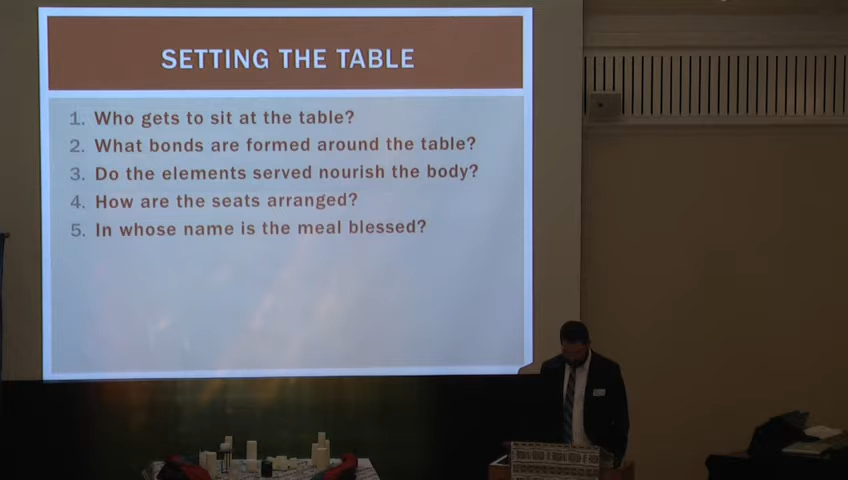 SETTING THE TABLE
1. Who gets to sit at the table?
2. What bonds are formed around the table?
3. Do the elements served nourish the body?
4. How are the seats arranged?
5. In whose name is the meal blessed?